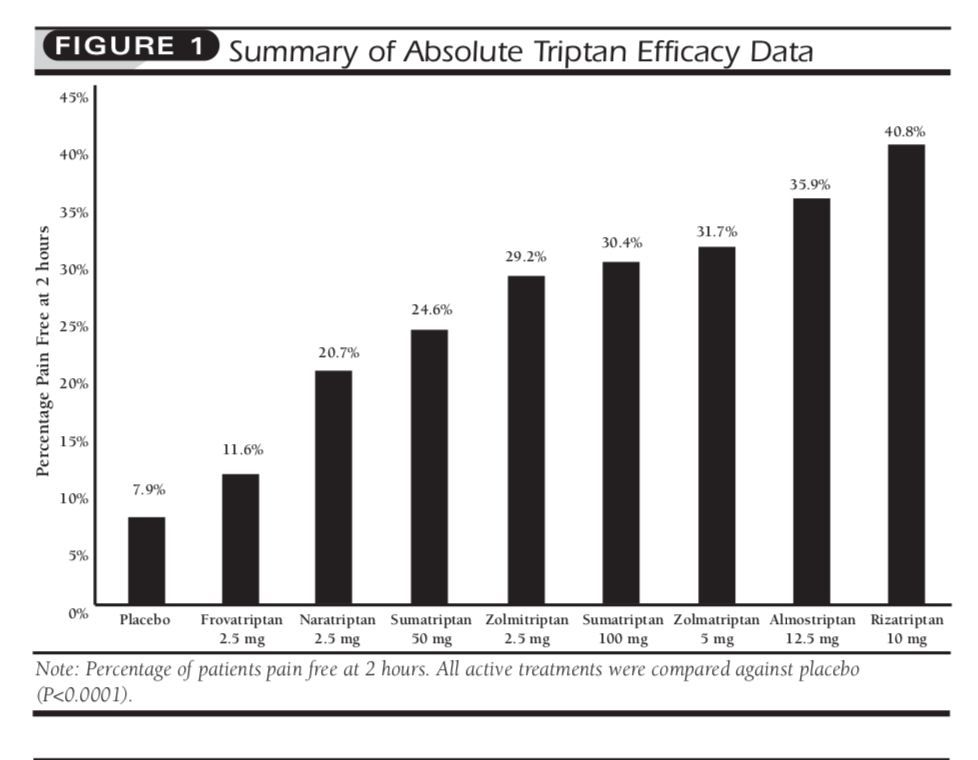 FIGURE 1 Summary of Absolute Triptan Efficacy Data
Percentage Pain Free at 2 hours
45%
40%
35%
30%
25%
20%
15%
10%
5%
0%
7.9%
11.6%
20.7%
24.6%
29.2%
30.4%
31.7%
35.9%
40.8%
Placebo
Frovatriptan
2.5 mg
Naratriptan
2.5 mg
Sumatriptan
50 mg
Zolmitriptan
2.5 mg
Sumatriptan
100 mg
Zolmatriptan
5 mg
Almostriptan
12.5 mg
Rizatriptan
10 mg
Note: Percentage of patients pain free at 2 hours. All active treatments were compared against placebo
(P<0.0001).